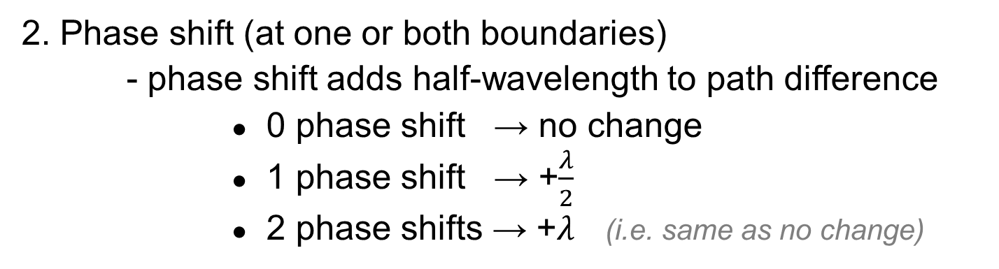 2. Phase shift (at one or both boundaries)
- phase shift adds half-wavelength to path difference
• 0 phase shift → no change
• 1 phase shift → +λ/2
• 2 phase shifts → +λ (i.e. same as no change)